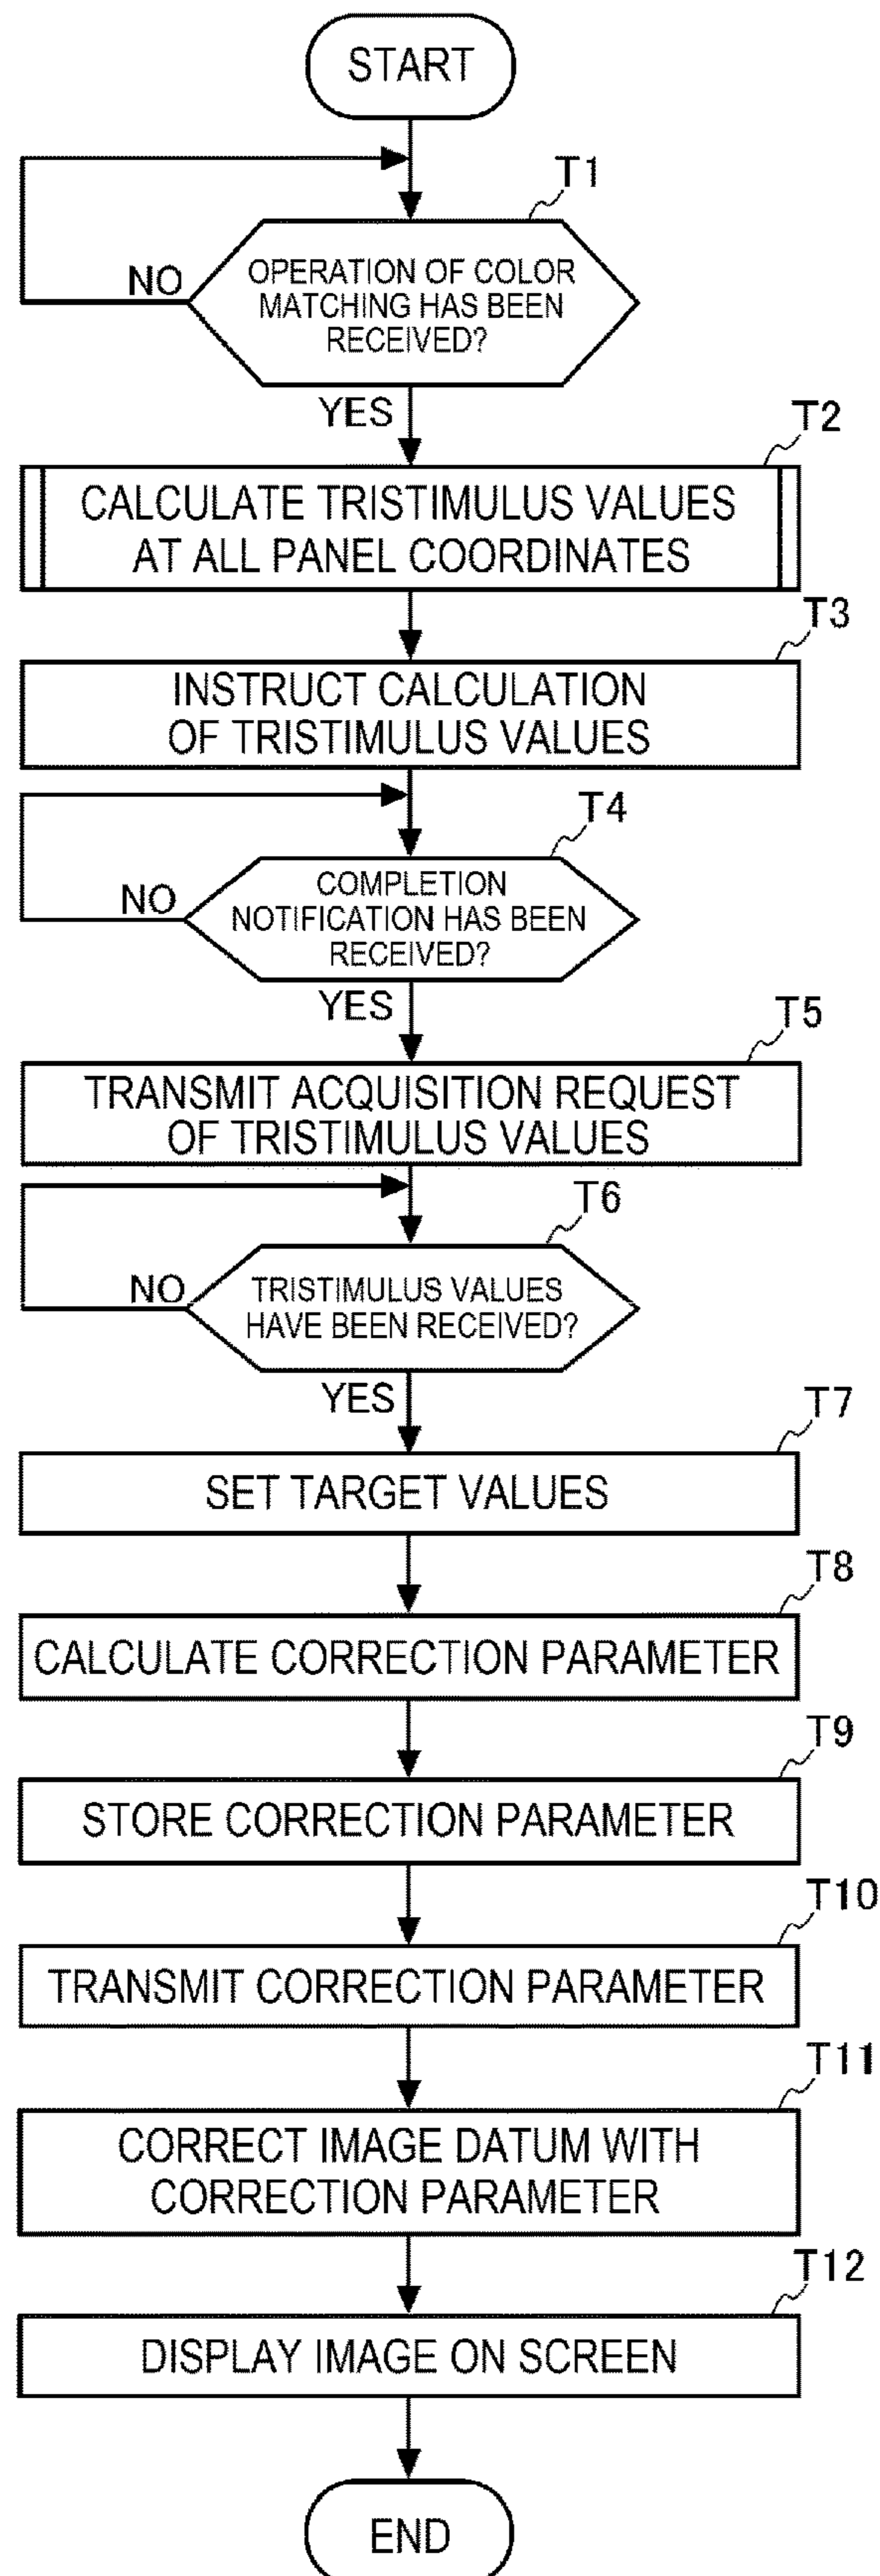 START
T1
OPERATION OF COLOR
MATCHING HAS BEEN
RECEIVED?
NO
YES
T2
CALCULATE TRISTIMULUS VALUES
AT ALL PANEL COORDINATES
T3
INSTRUCT CALCULATION
OF TRISTIMULUS VALUES
T4
COMPLETION
NOTIFICATION HAS BEEN
RECEIVED?
NO
YES
T5
TRANSMIT ACQUISITION REQUEST
OF TRISTIMULUS VALUES
T6
TRISTIMULUS VALUES
HAVE BEEN RECEIVED?
NO
YES
T7
SET TARGET VALUES
T8
CALCULATE CORRECTION PARAMETER
T9
STORE CORRECTION PARAMETER
T10
TRANSMIT CORRECTION PARAMETER
T11
CORRECT IMAGE DATUM WITH
CORRECTION PARAMETER
T12
DISPLAY IMAGE ON SCREEN
END